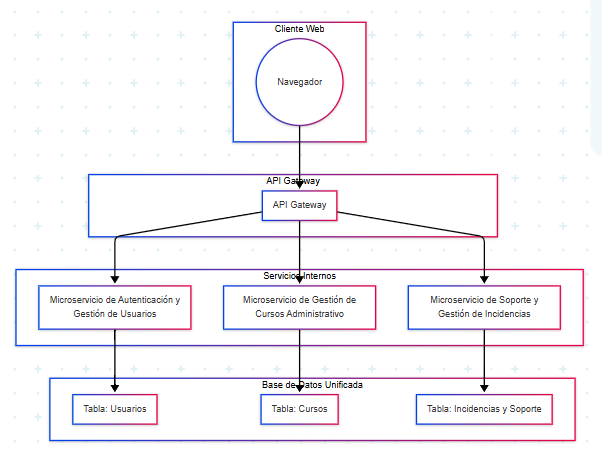 Cliente Web
Navegador
API Gateway
API Gateway
Servicios Internos
Microservicio de Autenticación y
Gestión de Usuarios
Microservicio de Gestión de
Cursos Administrativo
Microservicio de Soporte y
Gestión de Incidencias
Base de Datos Unificada
Tabla: Usuarios
Tabla: Cursos
Tabla: Incidencias y Soporte